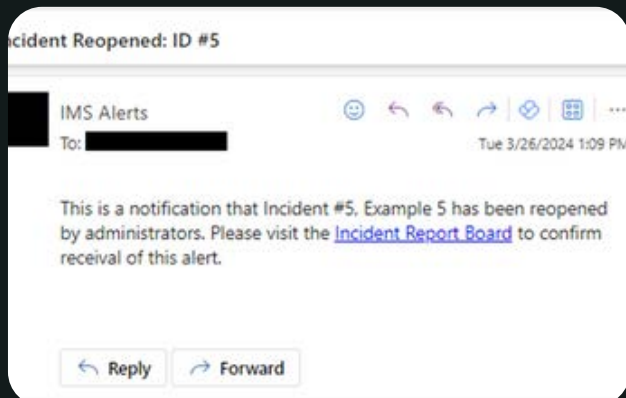 ncident Reopened: ID #5
IMS Alerts
To:
Tue 3/26/2024 1:09 PM
This is a notification that Incident #5, Example 5 has been reopened
by administrators. Please visit the Incident Report Board to confirm
receival of this alert.
Reply Forward